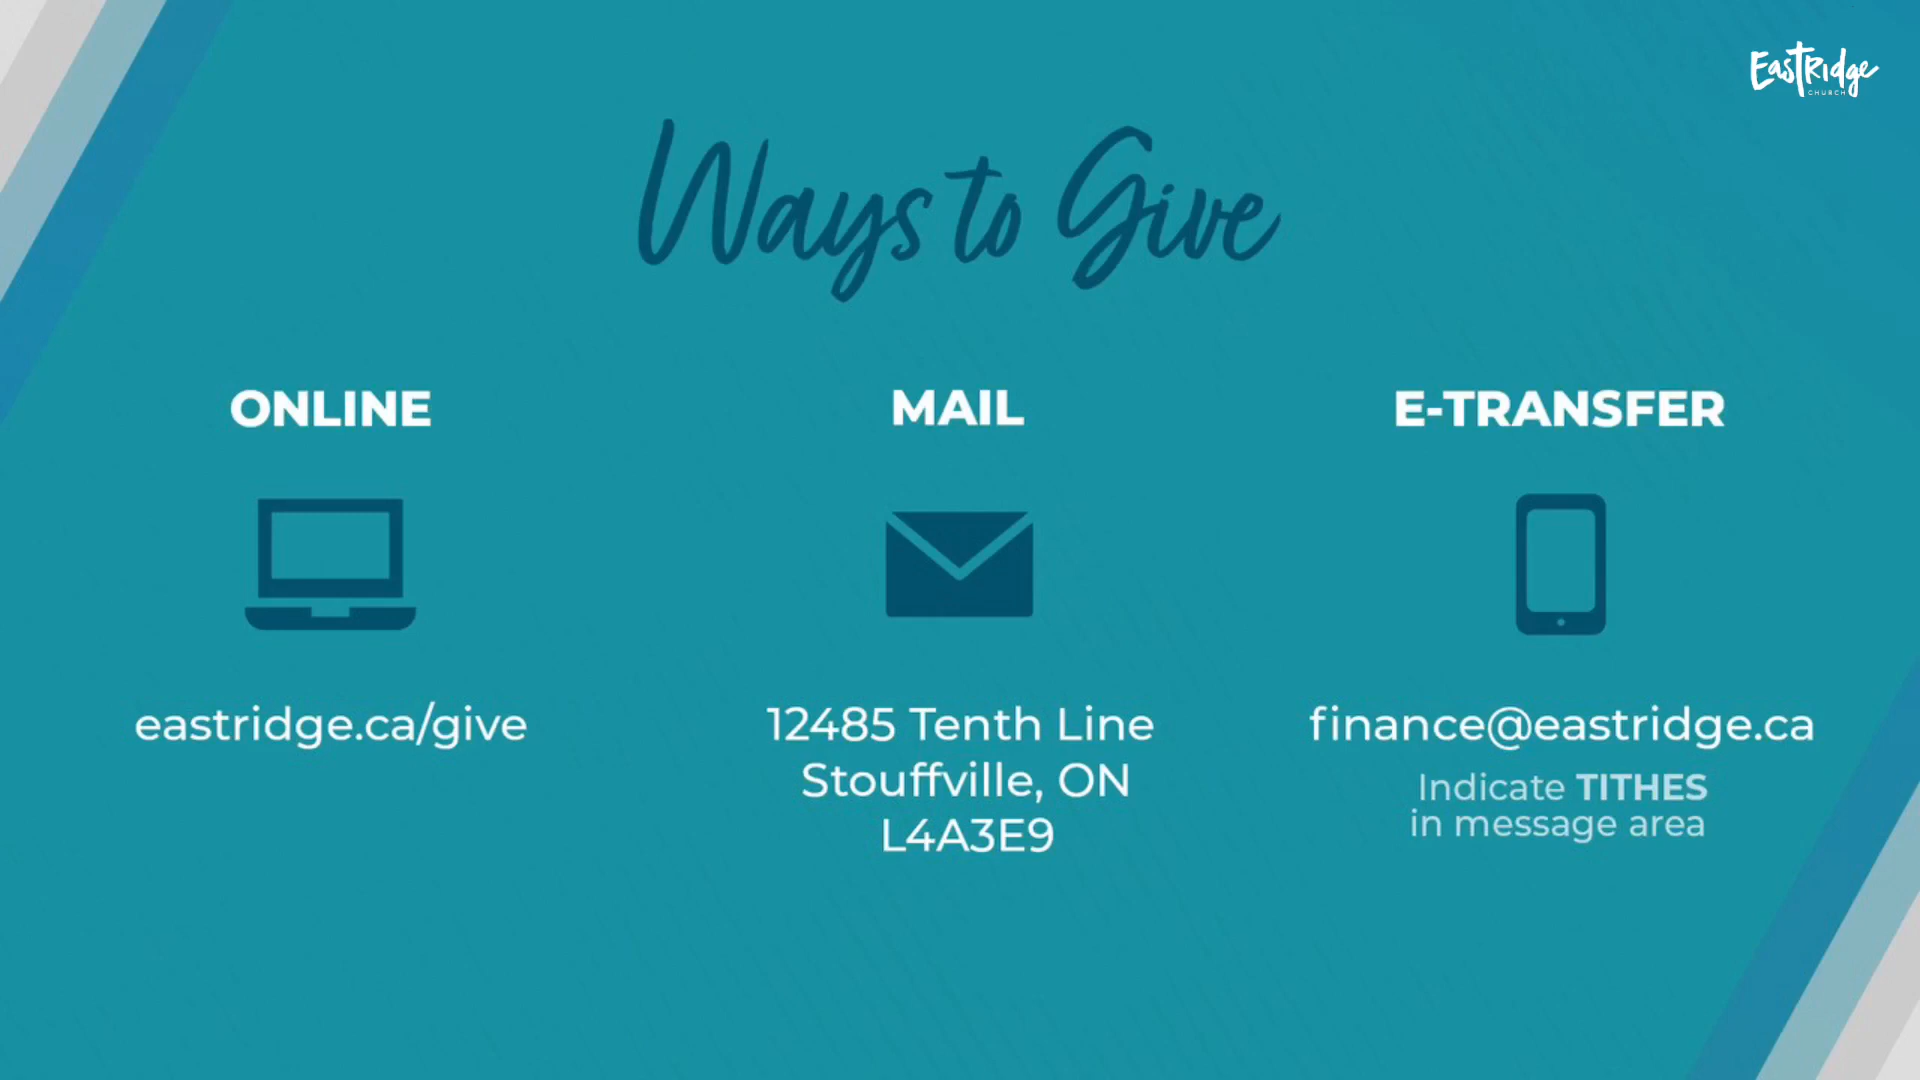 EastRidge
CHURCH
Ways to Give
ONLINE
MAIL
E-TRANSFER
eastridge.ca/give
12485 Tenth Line
Stouffville, ON
L4A3E9
finance@eastridge.ca
Indicate TITHES
in message area